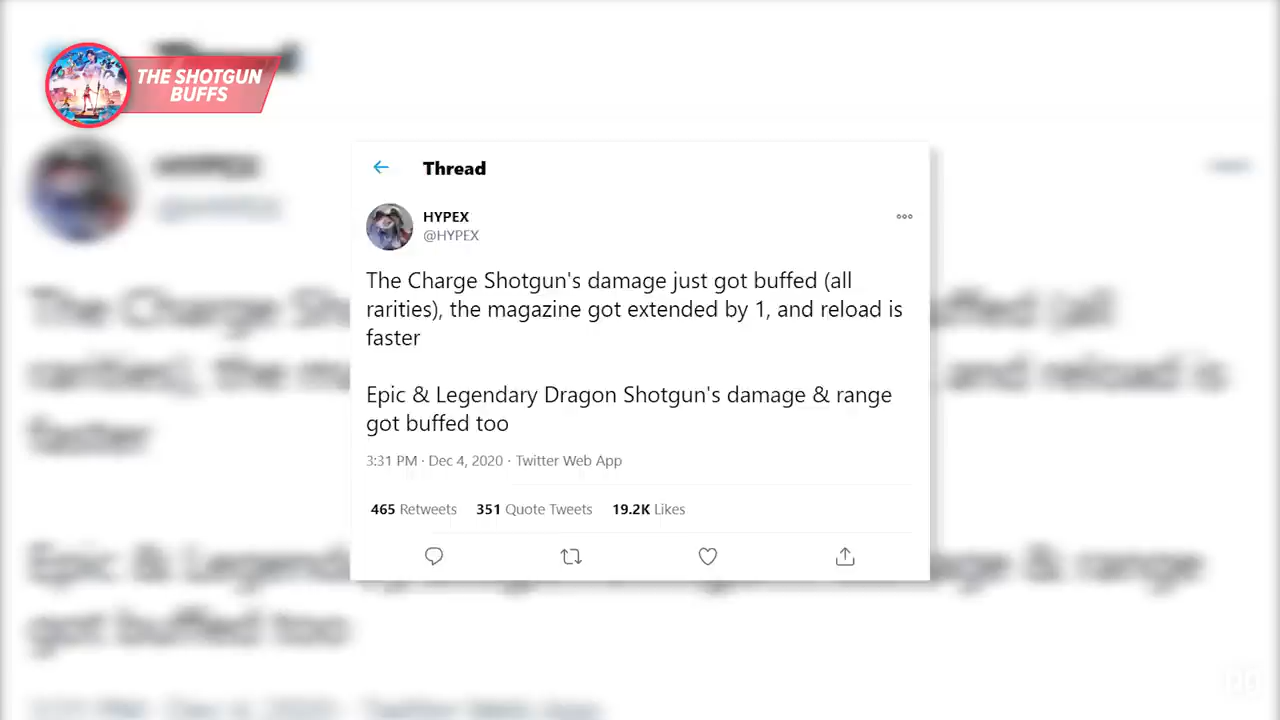 THE SHOTGUN
BUFFS
Thread
HYPEX
@HYPEX
The Charge Shotgun's damage just got buffed (all
rarities), the magazine got extended by 1, and reload is
faster
Epic & Legendary Dragon Shotgun's damage & range
got buffed too
3:31 PM · Dec 4, 2020 · Twitter Web App
465 Retweets 351 Quote Tweets 19.2K Likes